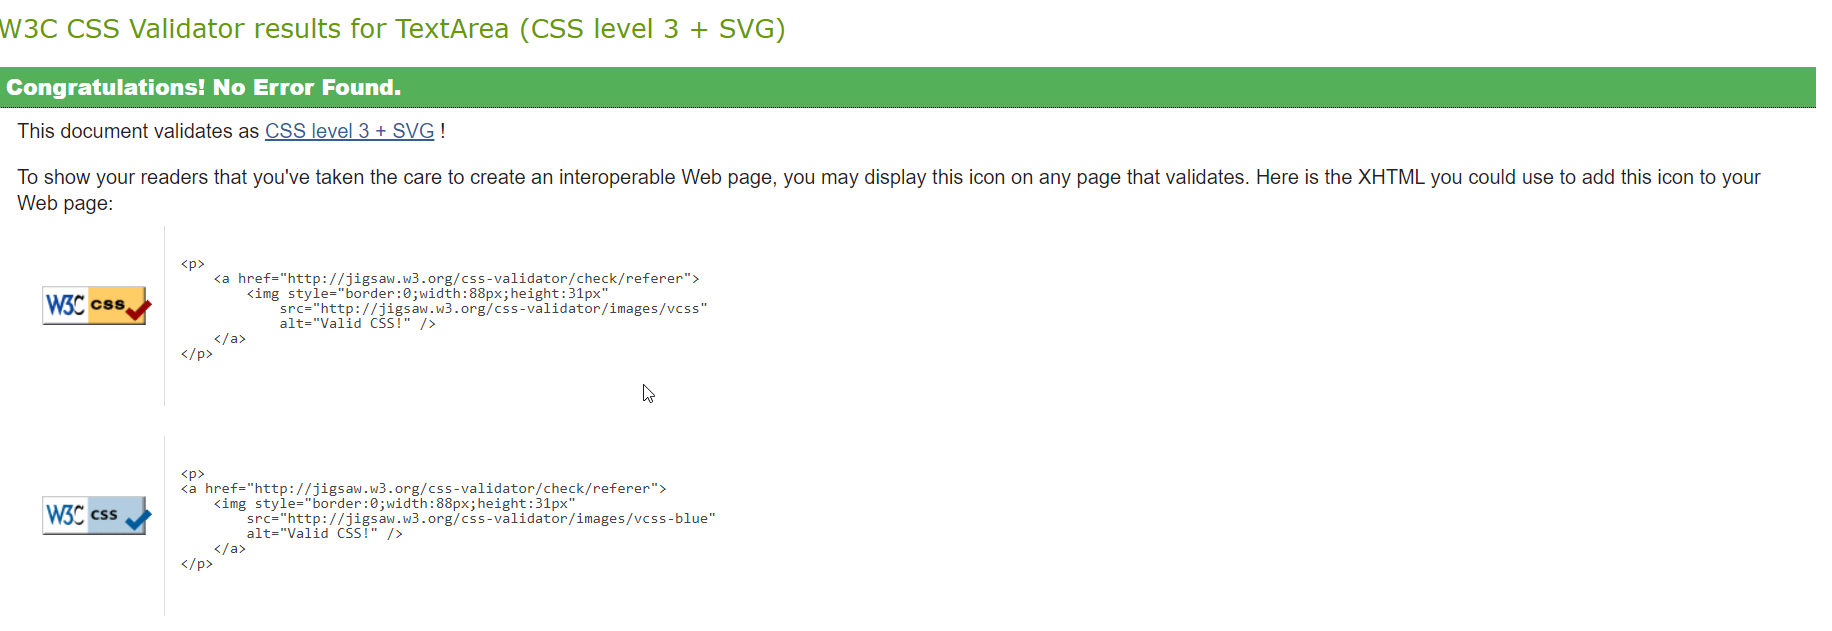 W3C CSS Validator results for TextArea (CSS level 3 + SVG)
Congratulations! No Error Found.
This document validates as CSS level 3 + SVG !
To show your readers that you've taken the care to create an interoperable Web page, you may display this icon on any page that validates. Here is the XHTML you could use to add this icon to your
Web page:
W3C css
<p>
    <a href="http://jigsaw.w3.org/css-validator/check/referer">
        <img style="border:0;width:88px;height:31px"
            src="http://jigsaw.w3.org/css-validator/images/vcss"
            alt="Valid CSS!" />
    </a>
</p>
W3C css
<p>
<a href="http://jigsaw.w3.org/css-validator/check/referer">
    <img style="border:0;width:88px;height:31px"
        src="http://jigsaw.w3.org/css-validator/images/vcss-blue"
        alt="Valid CSS!" />
    </a>
</p>